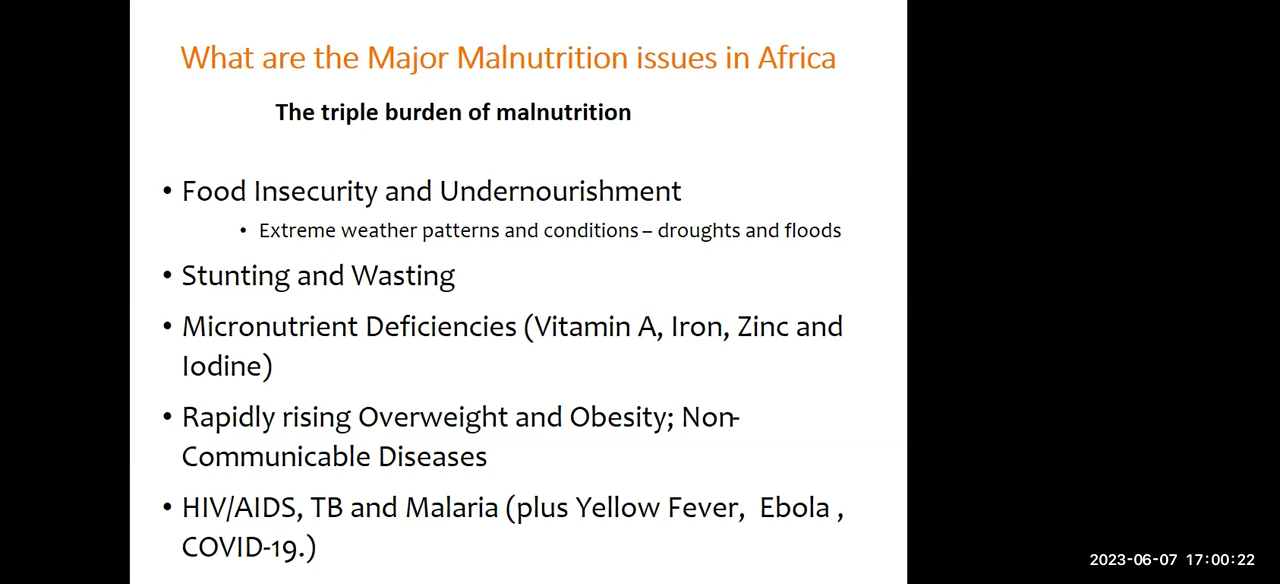 What are the Major Malnutrition issues in Africa
The triple burden of malnutrition
• Food Insecurity and Undernourishment
• Extreme weather patterns and conditions – droughts and floods
• Stunting and Wasting
• Micronutrient Deficiencies (Vitamin A, Iron, Zinc and
Iodine)
• Rapidly rising Overweight and Obesity; Non-
Communicable Diseases
• HIV/AIDS, TB and Malaria (plus Yellow Fever,  Ebola ,
COVID-19.)
2023-06-07 17:00:22